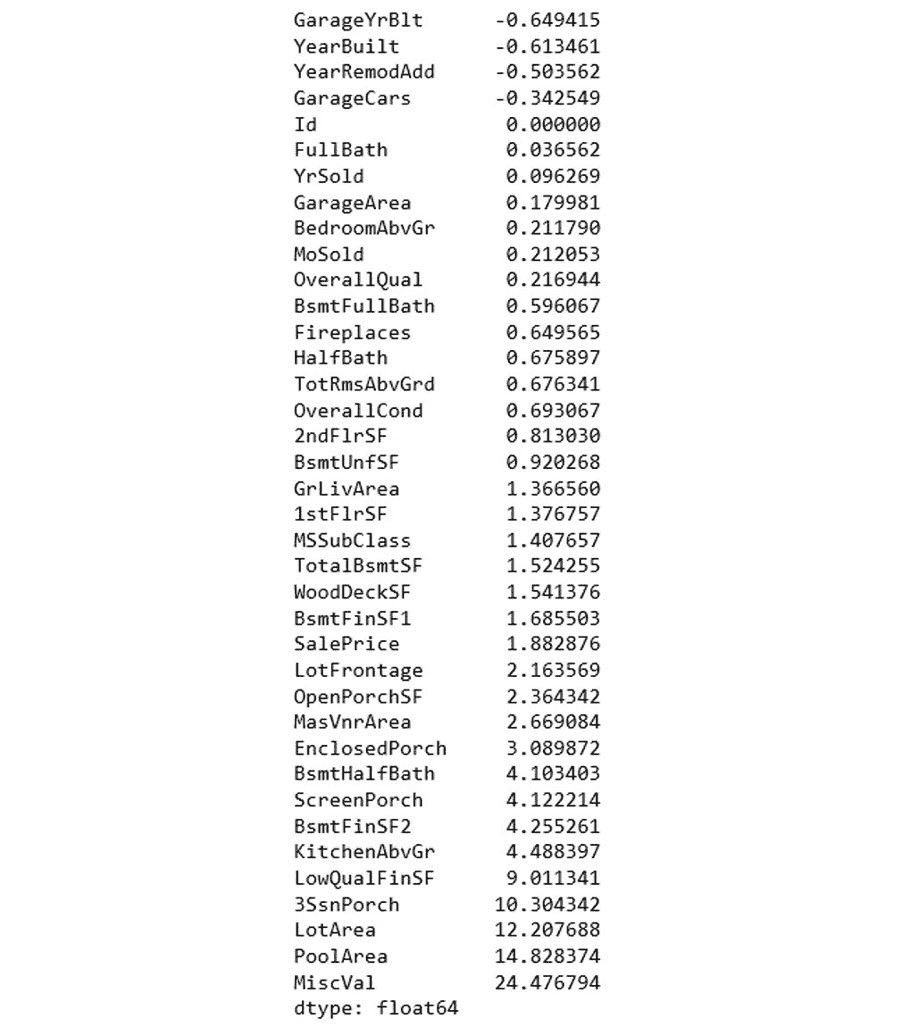 GarageYrBlt -0.649415
YearBuilt -0.613461
YearRemodAdd -0.503562
GarageCars -0.342549
Id 0.000000
FullBath 0.036562
YrSold 0.096269
GarageArea 0.179981
BedroomAbvGr 0.211790
MoSold 0.212053
OverallQual 0.216944
BsmtFullBath 0.596067
Fireplaces 0.649565
HalfBath 0.675897
TotRmsAbvGrd 0.676341
OverallCond 0.693067
2ndFlrSF 0.813030
BsmtUnfSF 0.920268
GrLivArea 1.366560
1stFlrSF 1.376757
MSSubClass 1.407657
TotalBsmtSF 1.524255
WoodDeckSF 1.541376
BsmtFinSF1 1.685503
SalePrice 1.882876
LotFrontage 2.163569
OpenPorchSF 2.364342
MasVnrArea 2.669084
EnclosedPorch 3.089872
BsmtHalfBath 4.103403
ScreenPorch 4.122214
BsmtFinSF2 4.255261
KitchenAbvGr 4.488397
LowQualFinSF 9.011341
3SsnPorch 10.304342
LotArea 12.207688
PoolArea 14.828374
MiscVal 24.476794
dtype: float64